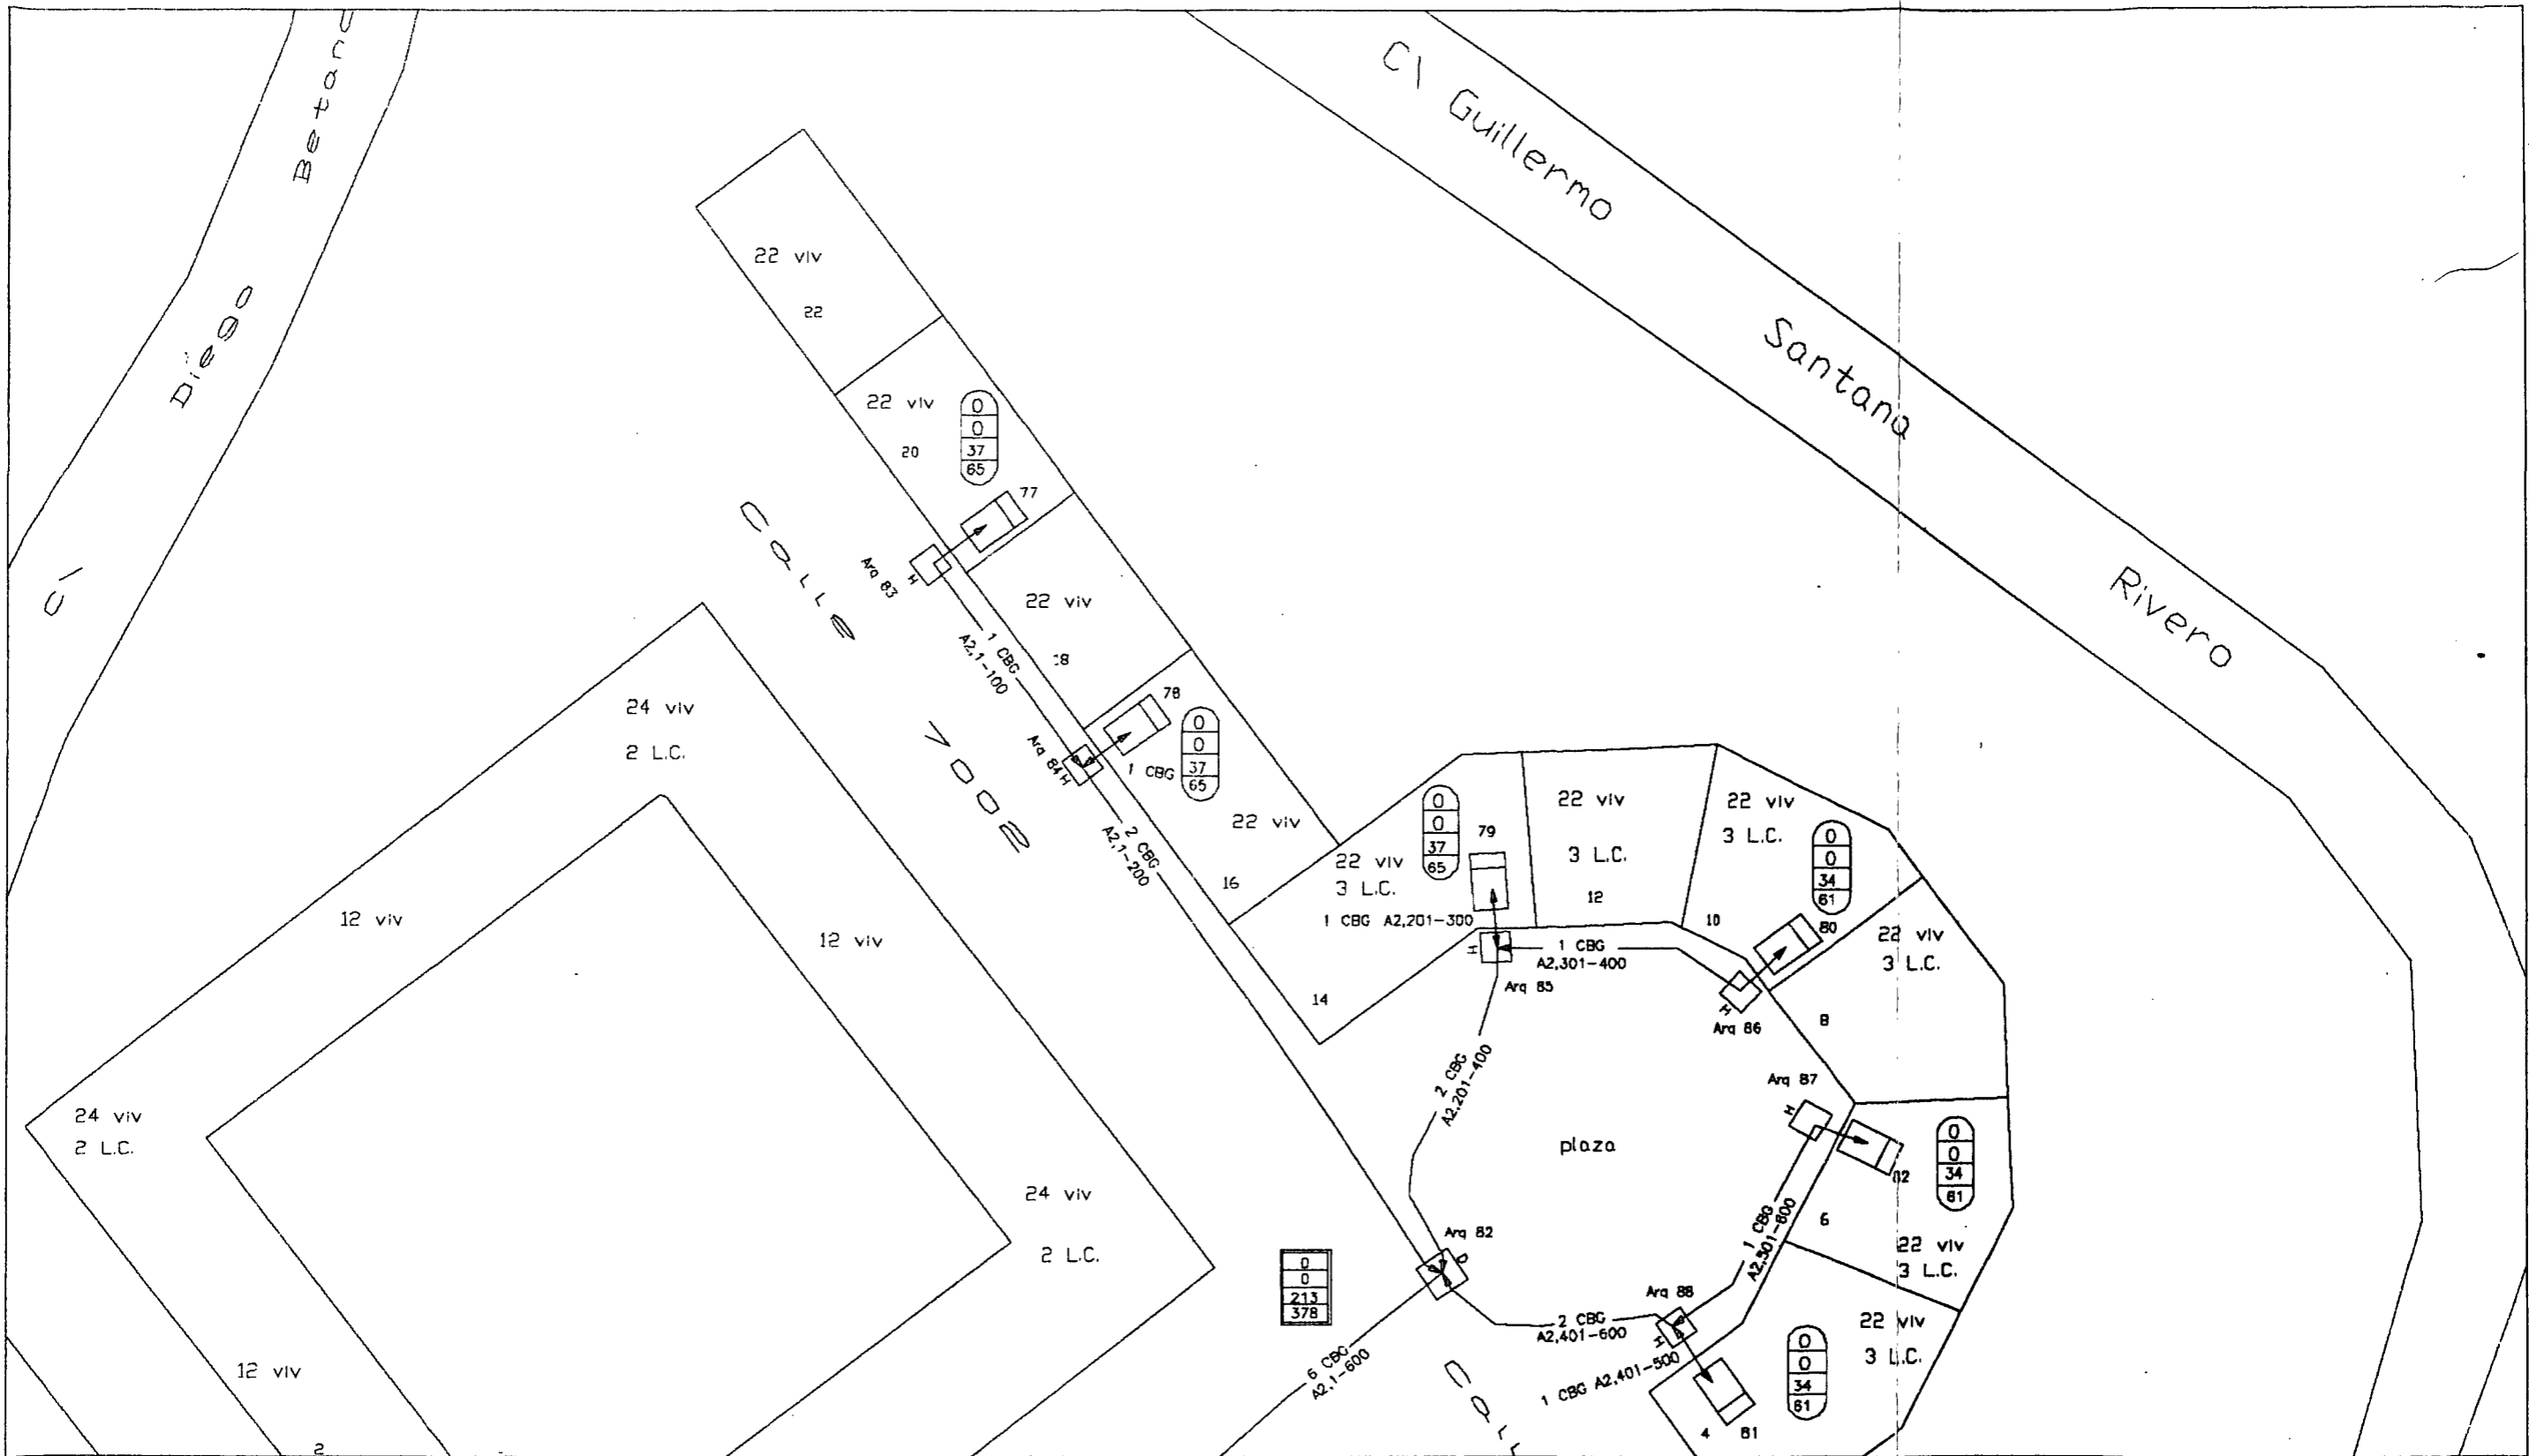 C\ Diego Betanc
C\ Guillermo Santana Rivero
22 viv
22
22 viv
20
0
0
37
65
77
Arq 83
H
CALLE
1 CBG
A2,1-100
22 viv
18
78
Arq 84
H
1 CBG
0
0
37
65
2 CBG
A2,1-200
22 viv
16
24 viv
2 L.C.
12 viv
12 viv
24 viv
2 L.C.
24 viv
2 L.C.
12 viv
2
22 viv
3 L.C.
0
0
37
65
79
1 CBG A2,201-300
14
H
Arq 85
22 viv
3 L.C.
12
22 viv
3 L.C.
10
0
0
34
61
80
1 CBG
A2,301-400
H
Arq 86
22 viv
3 L.C.
8
2 CBG
A2,201-400
plaza
Arq 87
H
82
0
0
34
61
6
22 viv
3 L.C.
1 CBG
A2,501-600
Arq 82
0
0
213
378
6 CBG
A2,1-600
Arq 88
H
2 CBG
A2,401-600
1 CBG A2,401-500
22 viv
3 L.C.
0
0
34
61
4
81
CALL